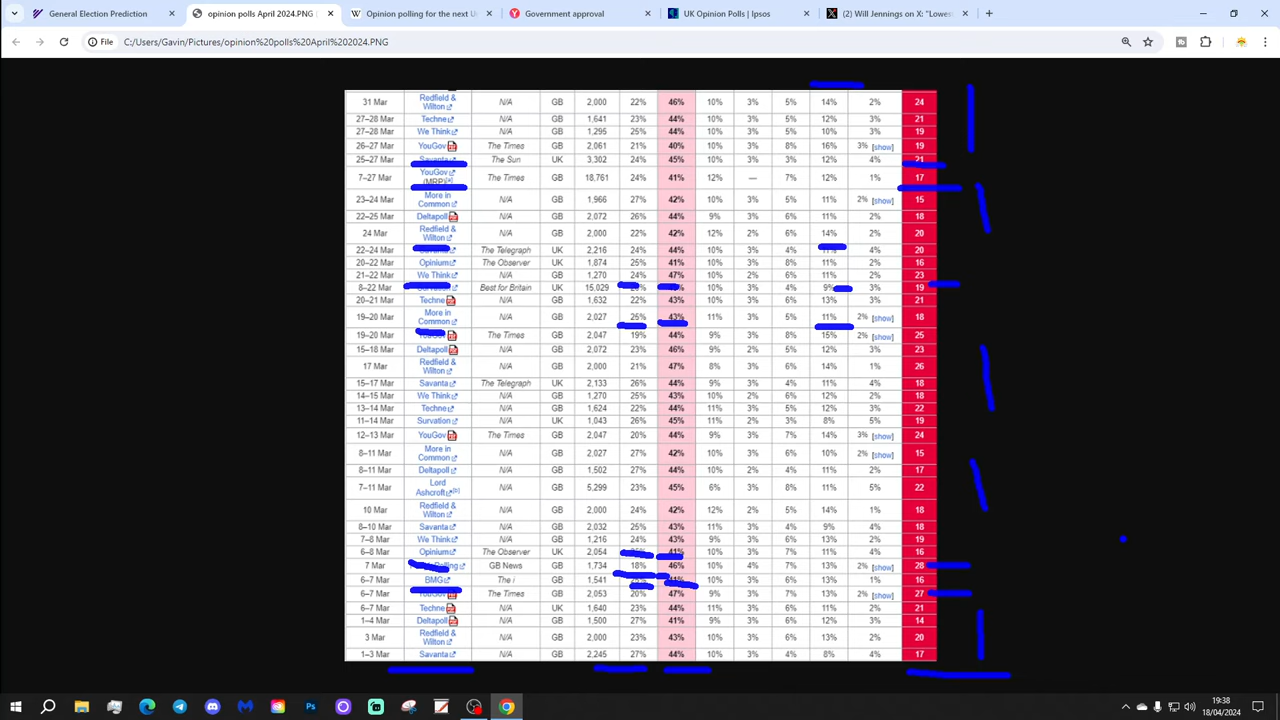 General Election Prediction
opinion polls April 2024.PNG (
Opinion polling for the next U
Government approval
UK Opinion Polls | Ipsos
(2) Will Jennings on X: "Lowes
File C:/Users/Gavin/Pictures/opinion%20polls%20April%202024.PNG
31 Mar Redfield & Wilton N/A GB 2,000 22% 46% 10% 3% 5% 14% 2% 24
27–28 Mar Techne N/A GB 1,641 23% 44% 10% 3% 5% 12% 3% 21
27–28 Mar We Think N/A GB 1,295 25% 44% 10% 3% 6% 10% 3% 19
26–27 Mar YouGov The Times GB 2,061 21% 40% 10% 3% 8% 16% 3% [show] 19
25–27 Mar Savanta The Sun UK 3,302 24% 45% 10% 3% 3% 12% 4% 21
7–27 Mar YouGov (MRP)[a] The Times GB 18,761 24% 41% 12% — 7% 12% 1% 17
23–24 Mar More in Common N/A GB 1,966 27% 42% 10% 3% 6% 11% 2% [show] 15
22–25 Mar Deltapoll N/A GB 2,072 26% 44% 9% 3% 6% 11% 2% 18
24 Mar Redfield & Wilton N/A GB 2,000 22% 42% 12% 2% 6% 14% 2% 20
22–24 Mar The Telegraph UK 2,216 24% 44% 10% 3% 4% 11% 4% 20
20–22 Mar Opinium The Observer UK 1,874 25% 41% 10% 3% 8% 11% 2% 16
21–22 Mar We Think N/A GB 1,270 24% 47% 10% 2% 6% 11% 2% 23
8–22 Mar Survation Best for Britain UK 15,029 10% 3% 4% 9% 3% 19
20–21 Mar Techne N/A GB 1,632 22% 43% 10% 3% 6% 13% 3% 21
19–20 Mar More in Common N/A GB 2,027 25% 43% 11% 3% 5% 11% 2% [show] 18
19–20 Mar YouGov The Times GB 2,047 19% 44% 9% 3% 8% 15% 2% [show] 25
15–18 Mar Deltapoll N/A GB 2,072 23% 46% 9% 2% 5% 12% 3% 23
17 Mar Redfield & Wilton N/A GB 2,000 21% 47% 8% 3% 6% 14% 1% 26
15–17 Mar Savanta The Telegraph UK 2,133 26% 44% 9% 3% 4% 11% 4% 18
14–15 Mar We Think N/A GB 1,270 25% 43% 10% 2% 6% 12% 2% 18
13–14 Mar Techne N/A GB 1,624 22% 44% 11% 2% 5% 12% 3% 22
11–14 Mar Survation N/A UK 1,043 26% 45% 11% 2% 3% 8% 5% 19
12–13 Mar YouGov The Times GB 2,047 20% 44% 9% 3% 7% 14% 3% [show] 24
8–11 Mar More in Common N/A GB 2,027 27% 42% 10% 3% 6% 10% 2% [show] 15
8–11 Mar Deltapoll N/A GB 1,502 27% 44% 10% 2% 4% 11% 2% 17
7–11 Mar Lord Ashcroft[b] N/A GB 5,299 23% 45% 6% 3% 8% 11% 5% 22
10 Mar Redfield & Wilton N/A GB 2,000 24% 42% 12% 2% 5% 14% 1% 18
8–10 Mar Savanta N/A GB 2,032 25% 43% 11% 3% 4% 9% 4% 18
7–8 Mar We Think N/A GB 1,216 24% 43% 9% 3% 6% 13% 2% 19
6–8 Mar Opinium The Observer UK 2,054 41% 10% 3% 7% 11% 4% 16
7 Mar GB News GB 1,734 18% 46% 10% 4% 7% 13% 2% [show] 28
6–7 Mar BMG The i GB 1,541 10% 3% 6% 13% 1% 16
6–7 Mar YouGov The Times GB 2,053 20% 47% 9% 3% 7% 13% 2% [show] 27
6–7 Mar Techne N/A UK 1,640 23% 44% 11% 3% 6% 11% 2% 21
1–4 Mar Deltapoll N/A GB 1,500 27% 41% 9% 3% 6% 12% 2% 14
3 Mar Redfield & Wilton N/A GB 2,000 23% 43% 10% 3% 6% 13% 2% 20
1–3 Mar Savanta N/A GB 2,245 27% 44% 10% 3% 4% 8% 4% 17
19:38
18/04/2024